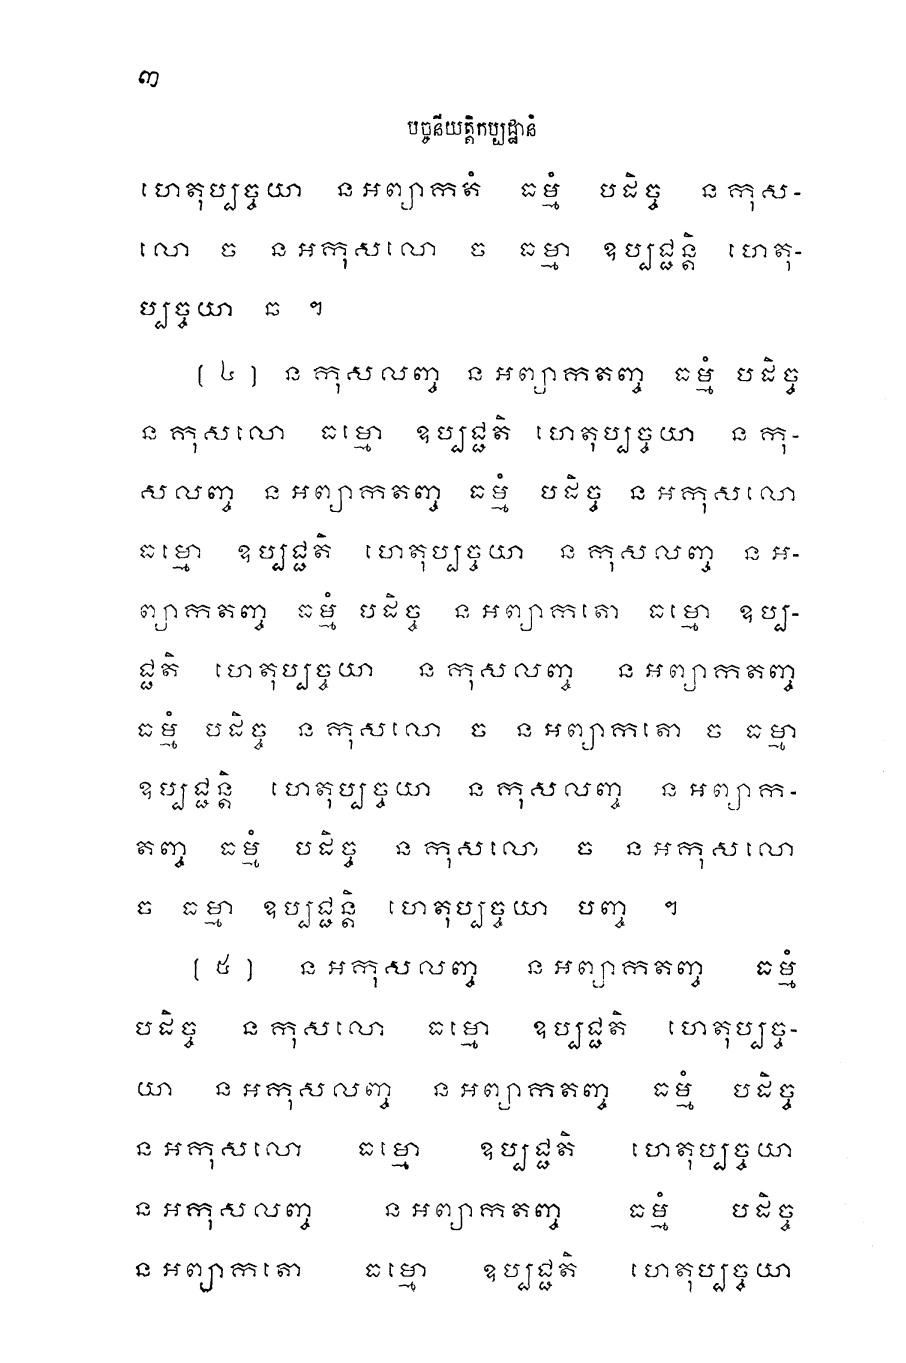 ៣
បច្ចនីយត្តិកប្បដ្ឋានំ
ហេតុប្បច្ចយា ន អព្យាកតំ ធម្មំ បដិច្ច ន កុស-
លោ ច ន អកុសលោ ច ធម្មា ឧប្បជ្ជន្តិ ហេតុ-
ប្បច្ចយា ឆ ។
( ៤ ) ន កុសលញ្ច ន អព្យាកតញ្ច ធម្មំ បដិច្ច
ន កុសលោ ធម្មោ ឧប្បជ្ជតិ ហេតុប្បច្ចយា ន កុ-
សលញ្ច ន អព្យាកតញ្ច ធម្មំ បដិច្ច ន អកុសលោ
ធម្មោ ឧប្បជ្ជតិ ហេតុប្បច្ចយា ន កុសលញ្ច ន អ-
ព្យាកតញ្ច ធម្មំ បដិច្ច ន អព្យាកតោ ធម្មោ ឧប្ប-
ជ្ជតិ ហេតុប្បច្ចយា ន កុសលញ្ច ន អព្យាកតញ្ច
ធម្មំ បដិច្ច ន កុសលោ ច ន អព្យាកតោ ច ធម្មា
ឧប្បជ្ជន្តិ ហេតុប្បច្ចយា ន កុសលញ្ច ន អព្យាក-
តញ្ច ធម្មំ បដិច្ច ន កុសលោ ច ន អកុសលោ
ច ធម្មា ឧប្បជ្ជន្តិ ហេតុប្បច្ចយា បញ្ច ។
( ៥ ) ន អកុសលញ្ច ន អព្យាកតញ្ច ធម្មំ
បដិច្ច ន កុសលោ ធម្មោ ឧប្បជ្ជតិ ហេតុប្បច្ច-
យា ន អកុសលញ្ច ន អព្យាកតញ្ច ធម្មំ បដិច្ច
ន អកុសលោ ធម្មោ ឧប្បជ្ជតិ ហេតុប្បច្ចយា
ន អកុសលញ្ច ន អព្យាកតញ្ច ធម្មំ បដិច្ច
ន អព្យាកតោ ធម្មោ ឧប្បជ្ជតិ ហេតុប្បច្ចយា